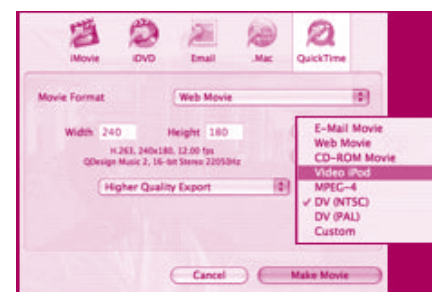 iMovie iDVD Email .Mac QuickTime
Movie Format Web Movie
Width 240 Height 180
H.263, 240x180, 12.00 fps
QDesign Music 2, 16-bit Stereo 22050Hz
Higher Quality Export
E-Mail Movie
Web Movie
CD-ROM Movie
Video iPod
MPEG-4
✓ DV (NTSC)
DV (PAL)
Custom
Cancel Make Movie